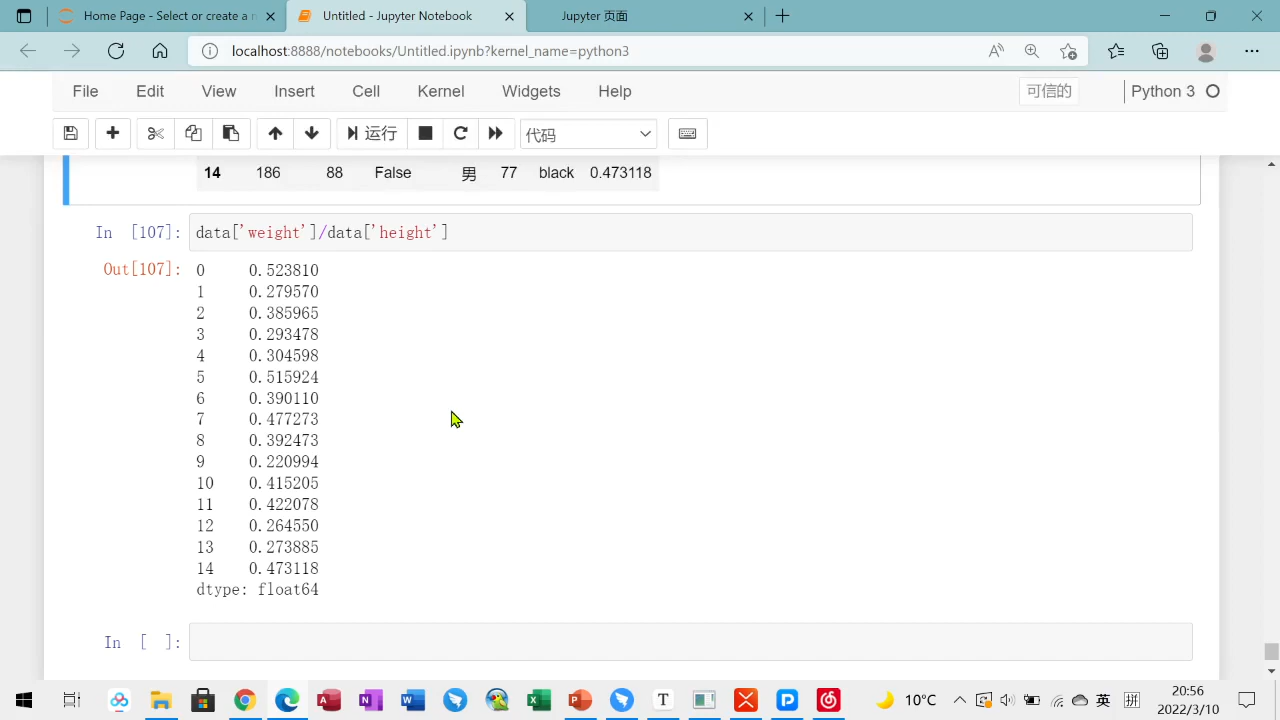 Home Page - Select or create a n
Untitled - Jupyter Notebook
Jupyter 页面
localhost:8888/notebooks/Untitled.ipynb?kernel_name=python3
File Edit View Insert Cell Kernel Widgets Help 可信的 Python 3
运行 代码
14 186 88 False 男 77 black 0.473118
In [107]: data['weight']/data['height']
Out[107]: 0 0.523810
1 0.279570
2 0.385965
3 0.293478
4 0.304598
5 0.515924
6 0.390110
7 0.477273
8 0.392473
9 0.220994
10 0.415205
11 0.422078
12 0.264550
13 0.273885
14 0.473118
dtype: float64
In [ ]:
10°C 英 拼 20:56
2022/3/10